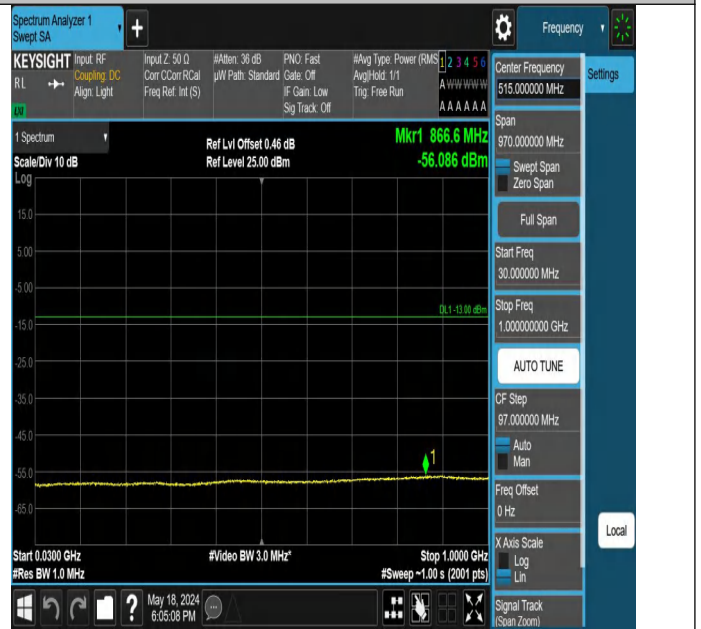 Spectrum Analyzer 1
Swept SA
+
Frequency
KEYSIGHT
RL
LXI
Input: RF
Coupling: DC
Align: Light
Input Z: 50 Ω
Corr CCorr RCal
Freq Ref: Int (S)
#Atten: 36 dB
µW Path: Standard
PNO: Fast
Gate: Off
IF Gain: Low
Sig Track: Off
#Avg Type: Power (RMS
Avg|Hold: 1/1
Trig: Free Run
1 2 3 4 5 6
A W W W W W
A A A A A A
1 Spectrum
Scale/Div 10 dB
Log
Ref Lvl Offset 0.46 dB
Ref Level 25.00 dBm
Mkr1 866.6 MHz
-56.086 dBm
15.0
5.00
-5.00
DL1 -13.00 dBm
-15.0
-25.0
-35.0
-45.0
1
-55.0
-65.0
Start 0.0300 GHz
#Res BW 1.0 MHz
#Video BW 3.0 MHz*
Stop 1.0000 GHz
#Sweep ~1.00 s (2001 pts)
Center Frequency
515.000000 MHz
Settings
Span
970.000000 MHz
Swept Span
Zero Span
Full Span
Start Freq
30.000000 MHz
Stop Freq
1.000000000 GHz
AUTO TUNE
CF Step
97.000000 MHz
Auto
Man
Freq Offset
0 Hz
X Axis Scale
Log
Lin
Local
Signal Track
(Span Zoom)
?
May 18, 2024
6:05:08 PM